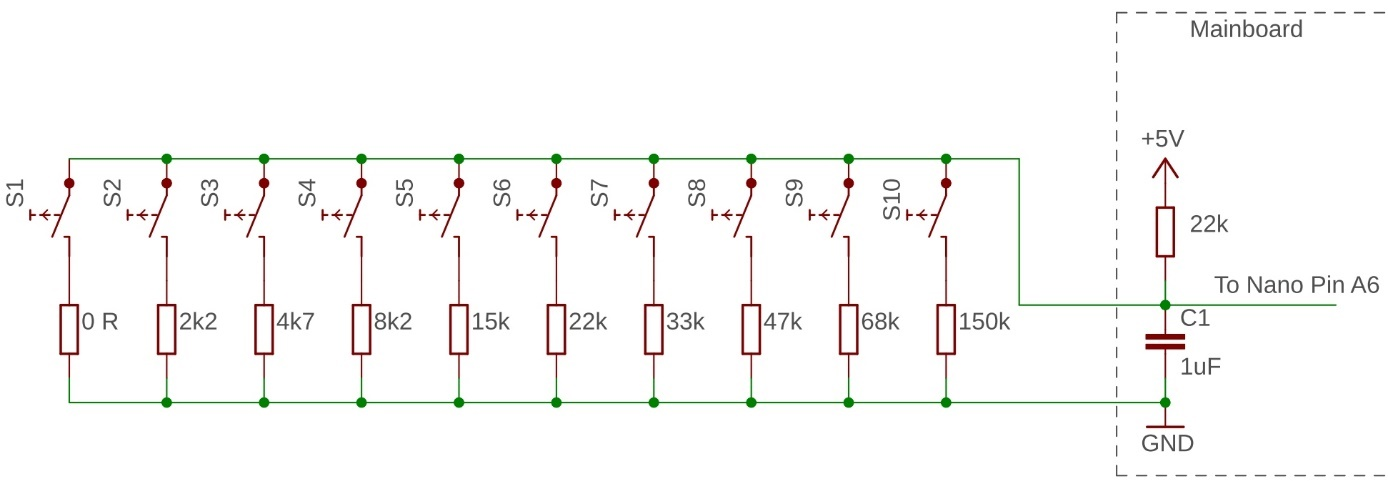 Mainboard
+5V
S1
S2
S3
S4
S5
S6
S7
S8
S9
S10
22k
To Nano Pin A6
0 R
2k2
4k7
8k2
15k
22k
33k
47k
68k
150k
C1
1uF
GND